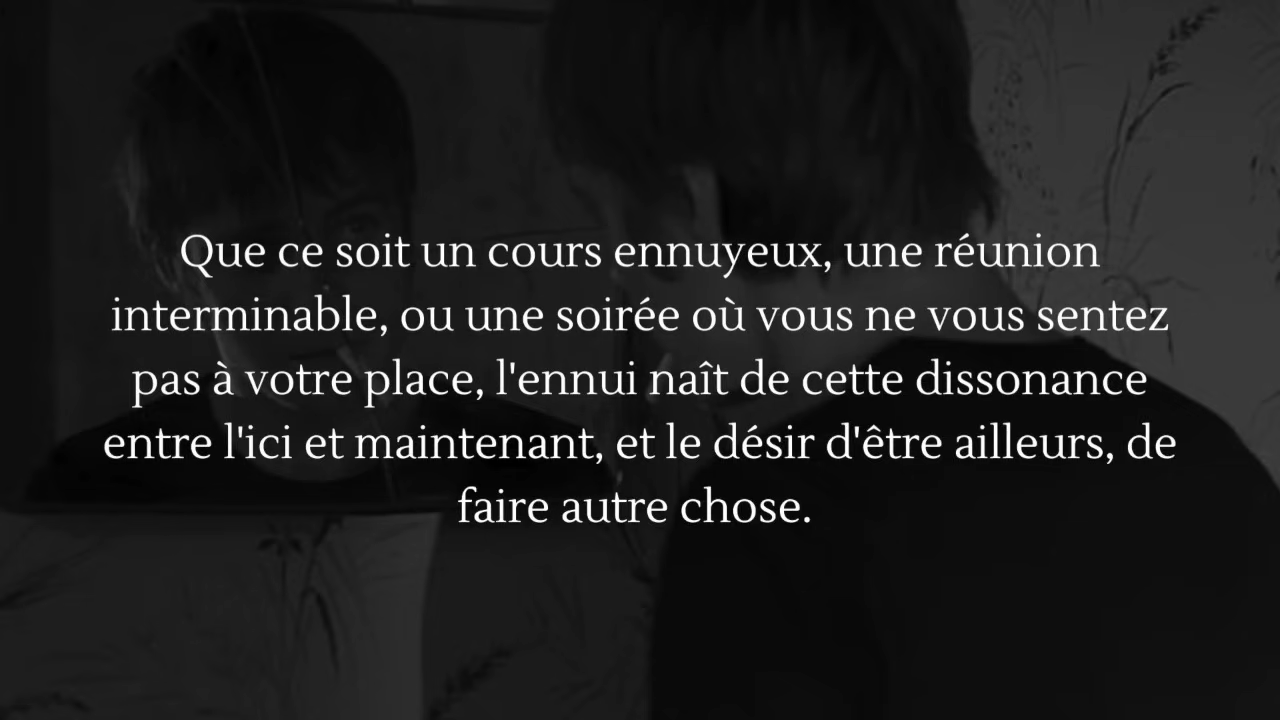 Que ce soit un cours ennuyeux, une réunion
interminable, ou une soirée où vous ne vous sentez
pas à votre place, l'ennui naît de cette dissonance
entre l'ici et maintenant, et le désir d'être ailleurs, de
faire autre chose.